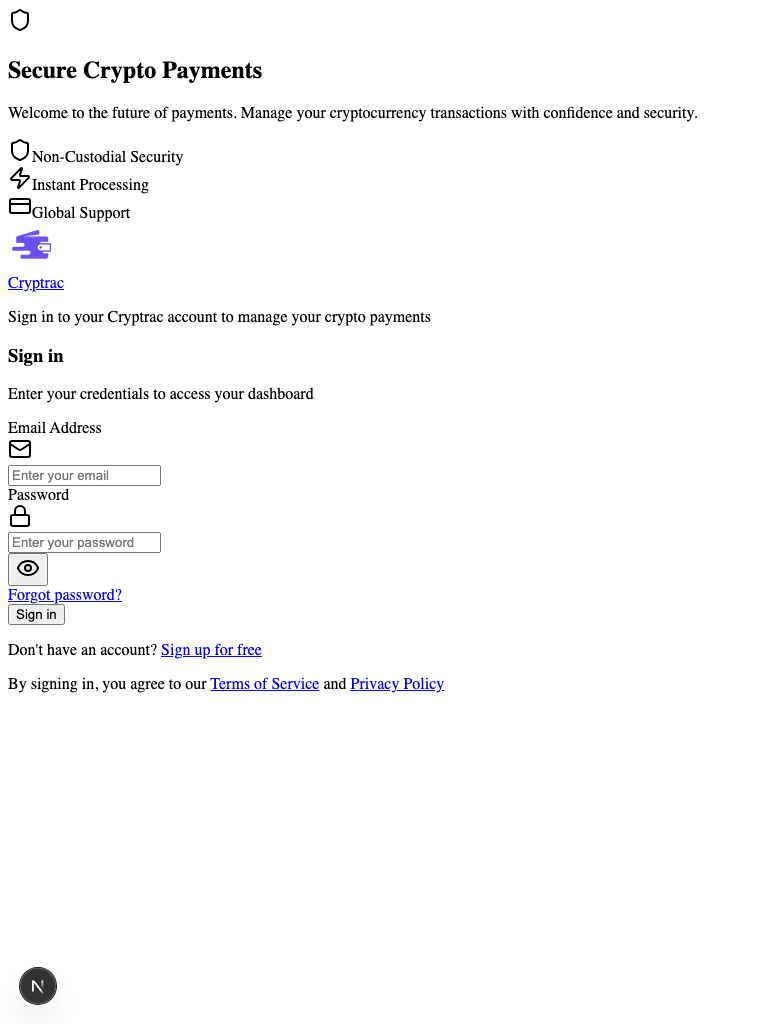 Secure Crypto Payments
Welcome to the future of payments. Manage your cryptocurrency transactions with confidence and security.
Non-Custodial Security
Instant Processing
Global Support
Cryptrac
Sign in to your Cryptrac account to manage your crypto payments
Sign in
Enter your credentials to access your dashboard
Email Address
Enter your email
Password
Enter your password
Forgot password?
Sign in
Don't have an account? Sign up for free
By signing in, you agree to our Terms of Service and Privacy Policy
N